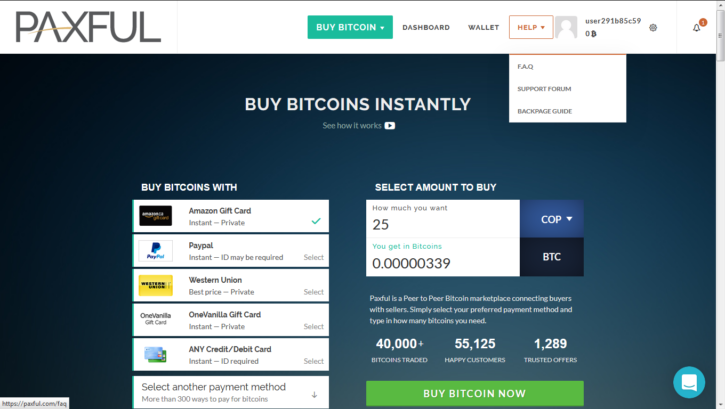 PAXFUL
BUY BITCOIN
DASHBOARD
WALLET
HELP
user291b85c59
0
1
F.A.Q
SUPPORT FORUM
BACKPAGE GUIDE
BUY BITCOINS INSTANTLY
See how it works
BUY BITCOINS WITH
Amazon Gift Card
Instant — Private
PayPal
Paypal
Instant — ID may be required
Select
WESTERN UNION
Western Union
Best price — Private
Select
OneVanilla
Gift Card
OneVanilla Gift Card
Instant — Private
Select
ANY Credit/Debit Card
Instant — ID required
Select
Select another payment method
More than 300 ways to pay for bitcoins
SELECT AMOUNT TO BUY
How much you want
25
COP
You get in Bitcoins
0.00000339
BTC
Paxful is a Peer to Peer Bitcoin marketplace connecting buyers
with sellers. Simply select your preferred payment method and
type in how many bitcoins you need.
40,000+
BITCOINS TRADED
55,125
HAPPY CUSTOMERS
1,289
TRUSTED OFFERS
BUY BITCOIN NOW
https://paxful.com/faq